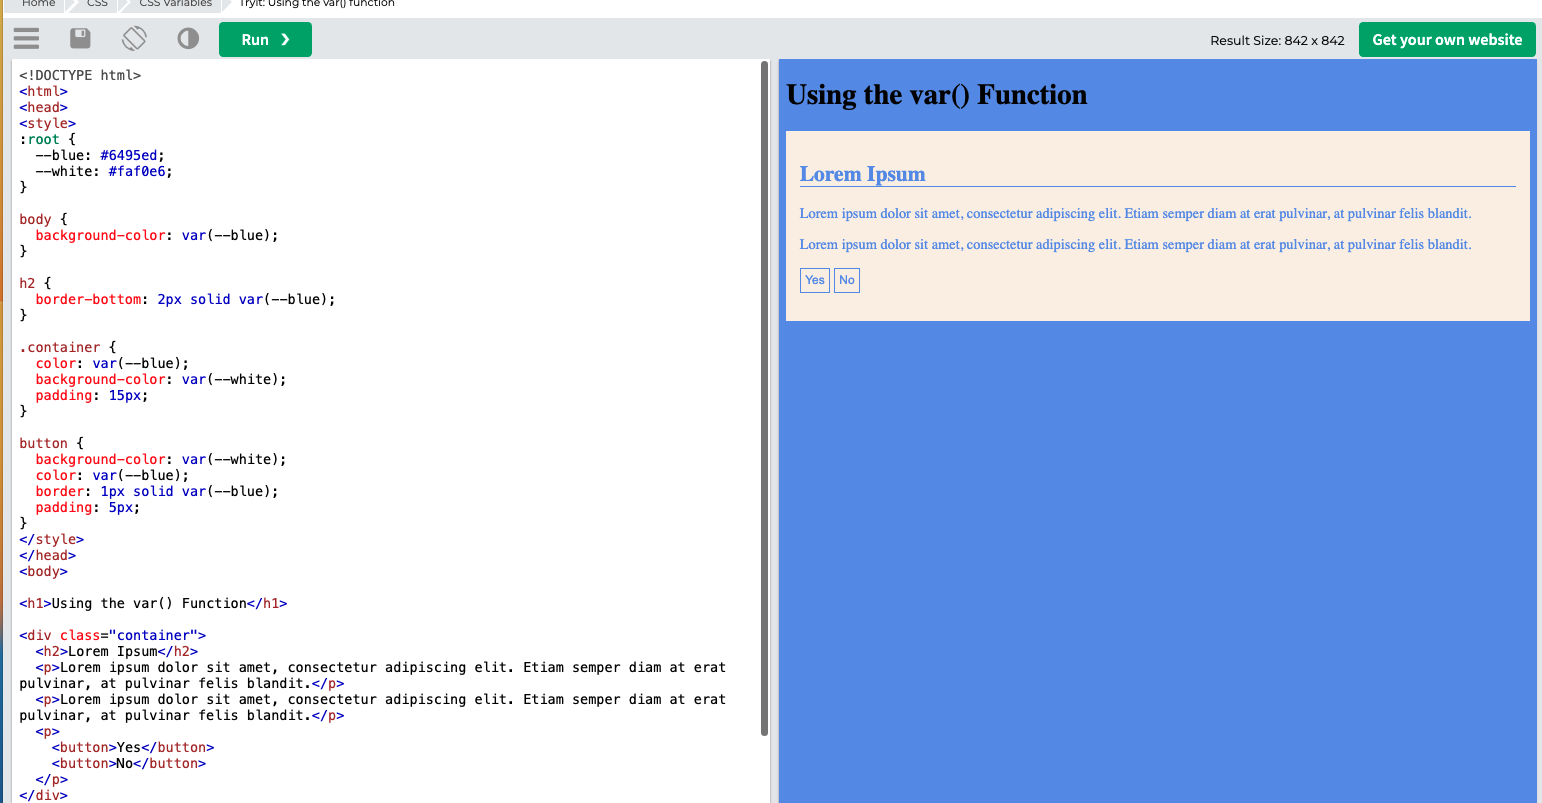 Home CSS CSS Variables Tryit: Using the var() function
Run ❯
Result Size: 842 x 842
Get your own website
<!DOCTYPE html>
<html>
<head>
<style>
:root {
  --blue: #6495ed;
  --white: #faf0e6;
}

body {
  background-color: var(--blue);
}

h2 {
  border-bottom: 2px solid var(--blue);
}

.container {
  color: var(--blue);
  background-color: var(--white);
  padding: 15px;
}

button {
  background-color: var(--white);
  color: var(--blue);
  border: 1px solid var(--blue);
  padding: 5px;
}
</style>
</head>
<body>

<h1>Using the var() Function</h1>

<div class="container">
  <h2>Lorem Ipsum</h2>
  <p>Lorem ipsum dolor sit amet, consectetur adipiscing elit. Etiam semper diam at erat
pulvinar, at pulvinar felis blandit.</p>
  <p>Lorem ipsum dolor sit amet, consectetur adipiscing elit. Etiam semper diam at erat
pulvinar, at pulvinar felis blandit.</p>
  <p>
    <button>Yes</button>
    <button>No</button>
  </p>
</div>
Using the var() Function
Lorem Ipsum
Lorem ipsum dolor sit amet, consectetur adipiscing elit. Etiam semper diam at erat pulvinar, at pulvinar felis blandit.
Lorem ipsum dolor sit amet, consectetur adipiscing elit. Etiam semper diam at erat pulvinar, at pulvinar felis blandit.
Yes No